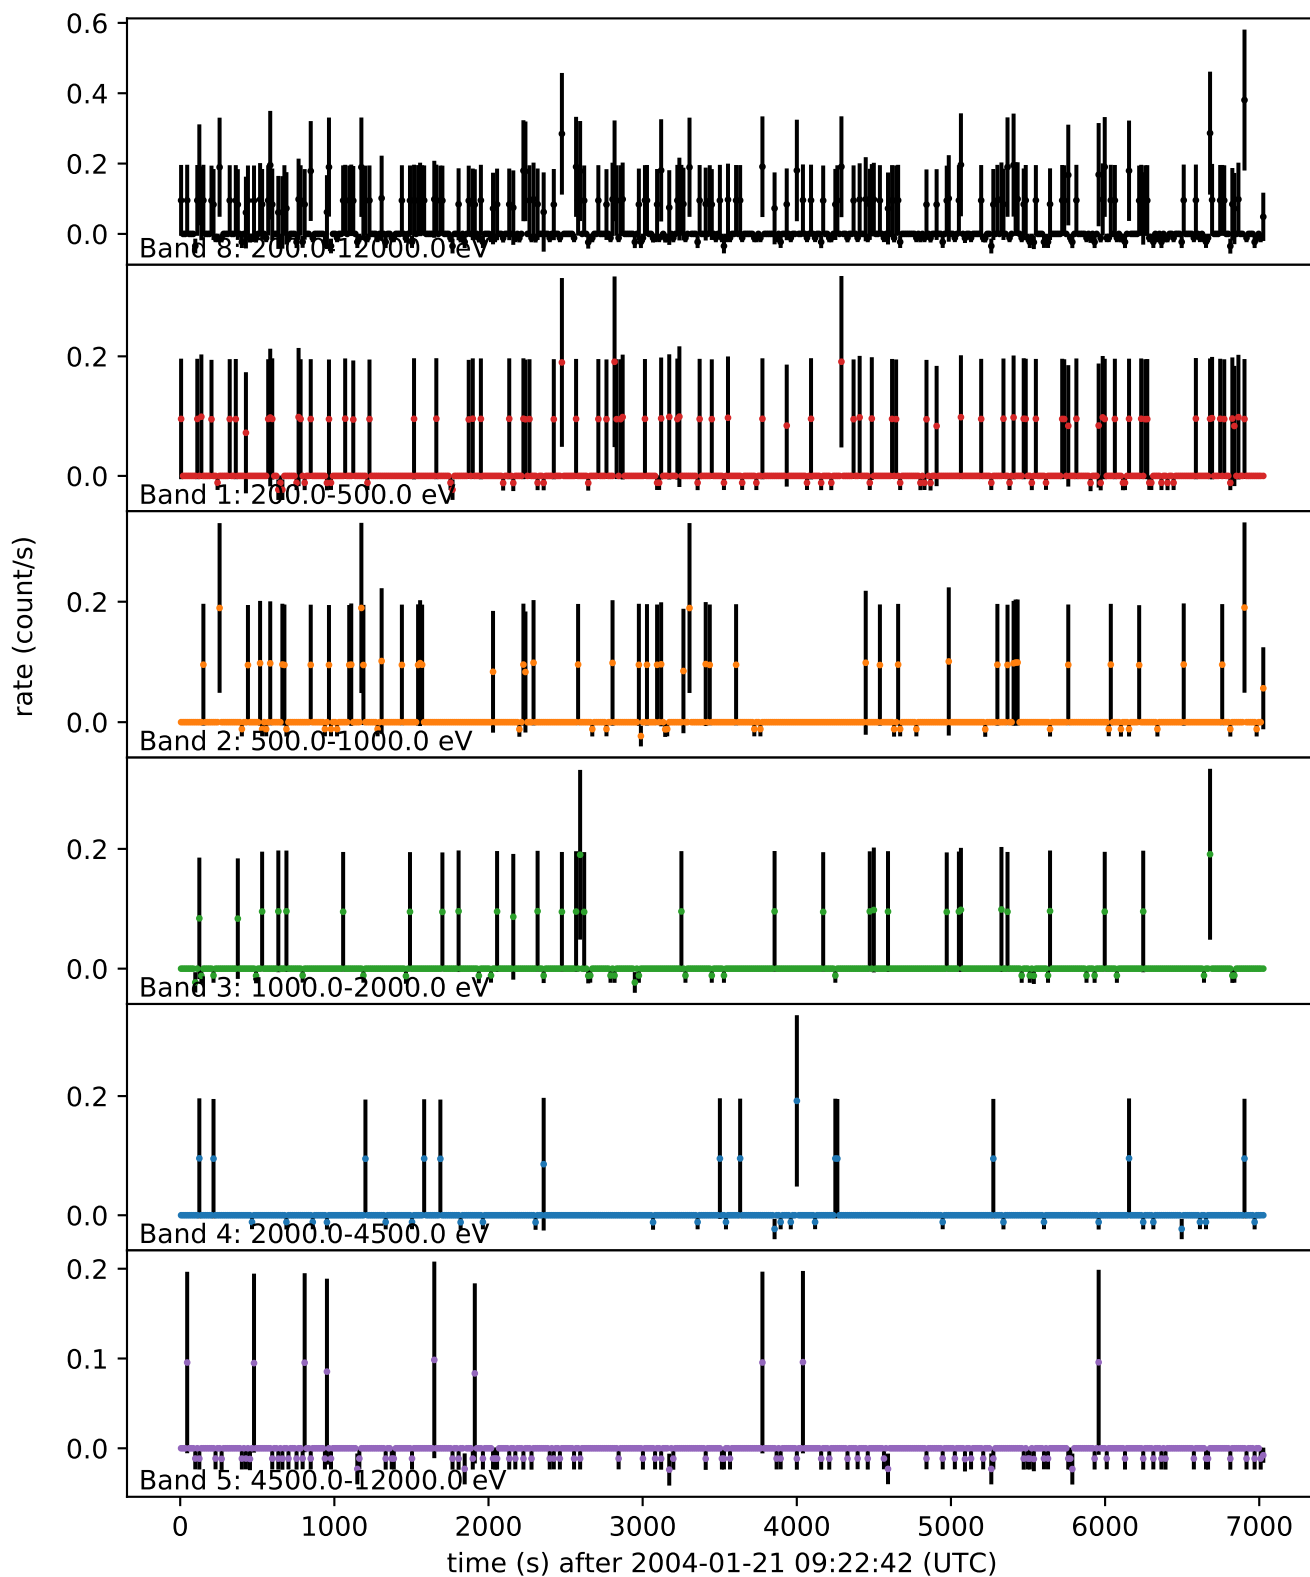 0.6
0.4
0.2
0.0
Band 8: 200.0-12000.0 eV
0.2
0.0
Band 1: 200.0-500.0 eV
0.2
0.0
Band 2: 500.0-1000.0 eV
rate (count/s)
0.2
0.0
Band 3: 1000.0-2000.0 eV
0.2
0.0
Band 4: 2000.0-4500.0 eV
0.2
0.1
0.0
Band 5: 4500.0-12000.0 eV
0 1000 2000 3000 4000 5000 6000 7000
time (s) after 2004-01-21 09:22:42 (UTC)